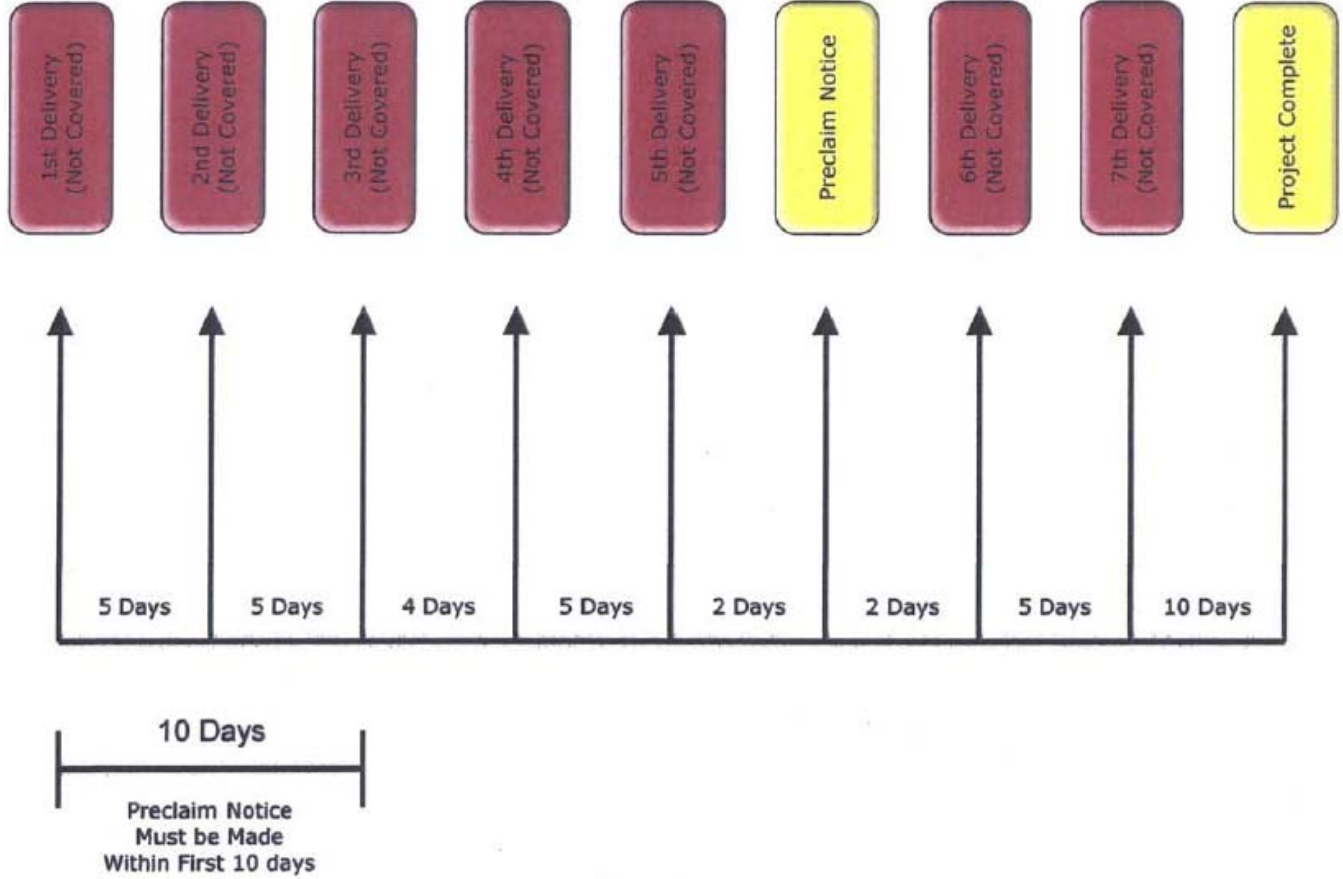 1st Delivery
(Not Covered)
2nd Delivery
(Not Covered)
3rd Delivery
(Not Covered)
4th Delivery
(Not Covered)
5th Delivery
(Not Covered)
Preclaim Notice
6th Delivery
(Not Covered)
7th Delivery
(Not Covered)
Project Complete
5 Days
5 Days
4 Days
5 Days
2 Days
2 Days
5 Days
10 Days
10 Days
Preclaim Notice
Must be Made
Within First 10 days